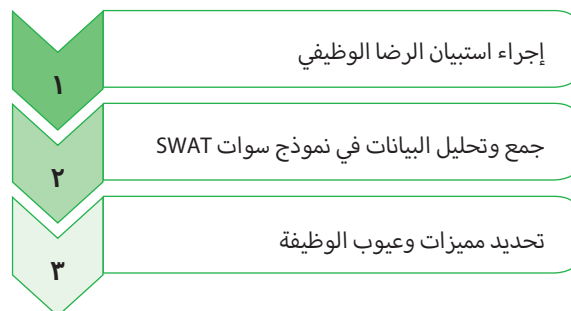 ١
إجراء استبيان الرضا الوظيفي
٢
جمع وتحليل البيانات في نموذج سوات SWAT
٣
تحديد مميزات وعيوب الوظيفة